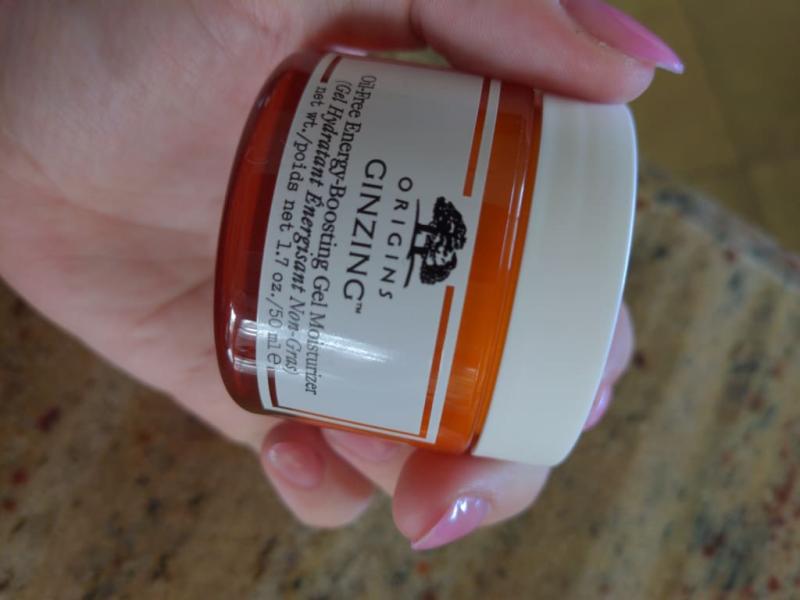 ORIGINS
GINZING™
Oil-Free Energy-Boosting Gel Moisturizer
(Gel Hydratant Énergisant Non-Gras)
net wt./poids net 1.7 oz./50 ml ℮